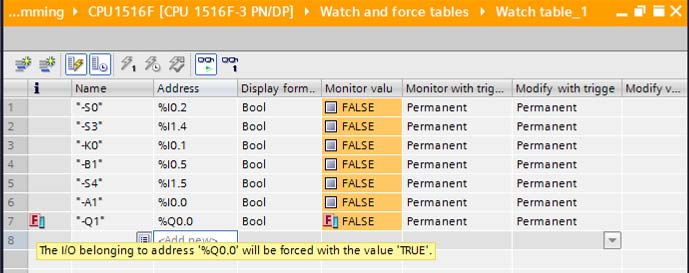 ...mming ▸ CPU1516F [CPU 1516F-3 PN/DP] ▸ Watch and force tables ▸ Watch table_1
i Name Address Display form.. Monitor valu Monitor with trig... Modify with trigge Modify v...
1 "-S0" %I0.2 Bool FALSE Permanent Permanent
2 "-S3" %I1.4 Bool FALSE Permanent Permanent
3 "-K0" %I0.1 Bool FALSE Permanent Permanent
4 "-B1" %I0.5 Bool FALSE Permanent Permanent
5 "-S4" %I1.5 Bool FALSE Permanent Permanent
6 "-A1" %I0.0 Bool FALSE Permanent Permanent
7 F "-Q1" %Q0.0 Bool F FALSE Permanent Permanent
8 <Add new>
The I/O belonging to address '%Q0.0' will be forced with the value 'TRUE'.